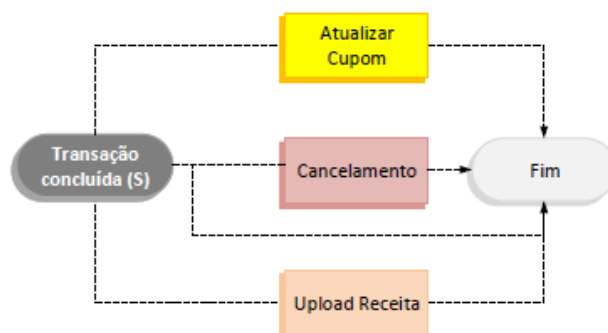 Atualizar
Cupom
Transação
concluída (S)
Cancelamento
Fim
Upload Receita